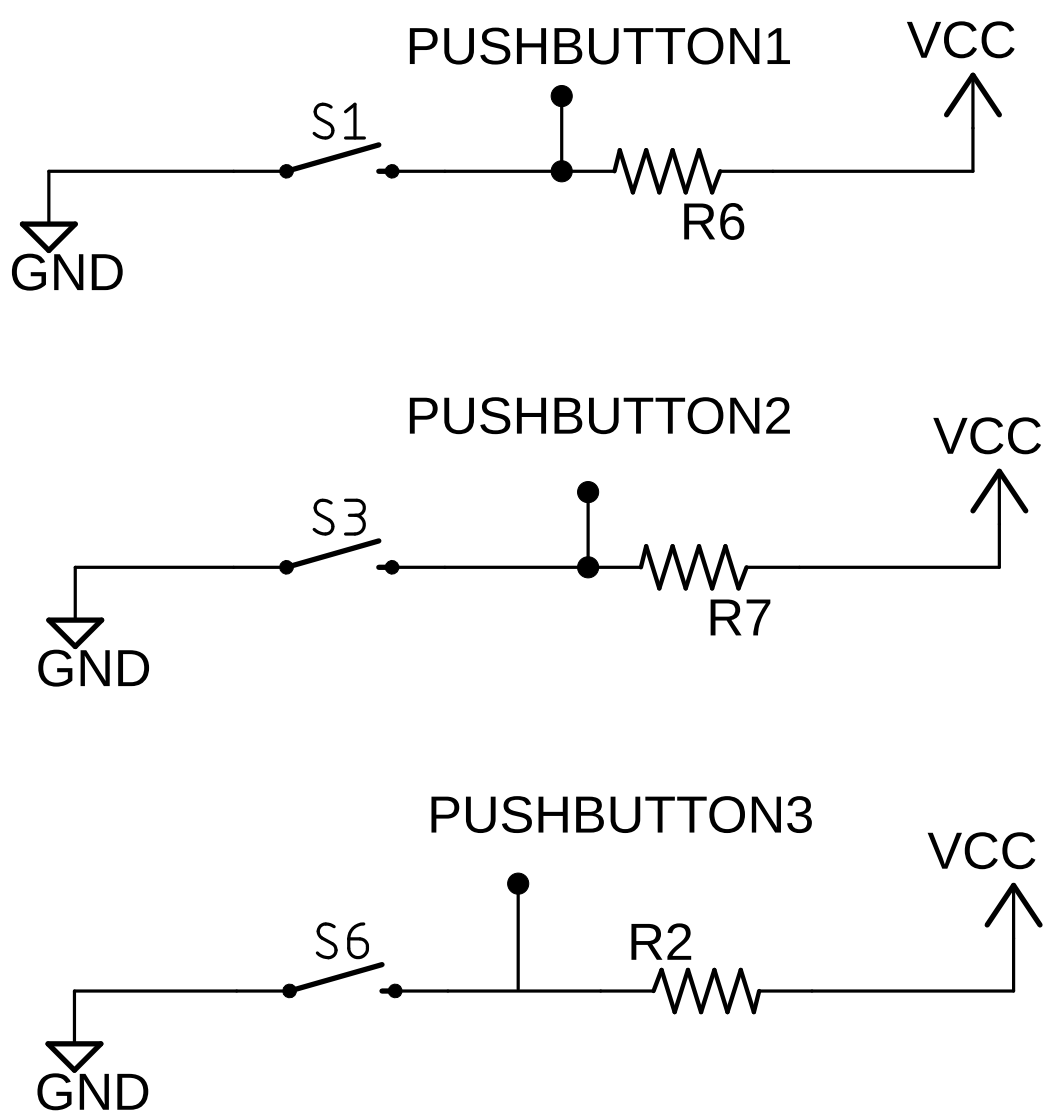 PUSHBUTTON1
VCC
S1
R6
GND
PUSHBUTTON2
VCC
S3
R7
GND
PUSHBUTTON3
VCC
S6
R2
GND